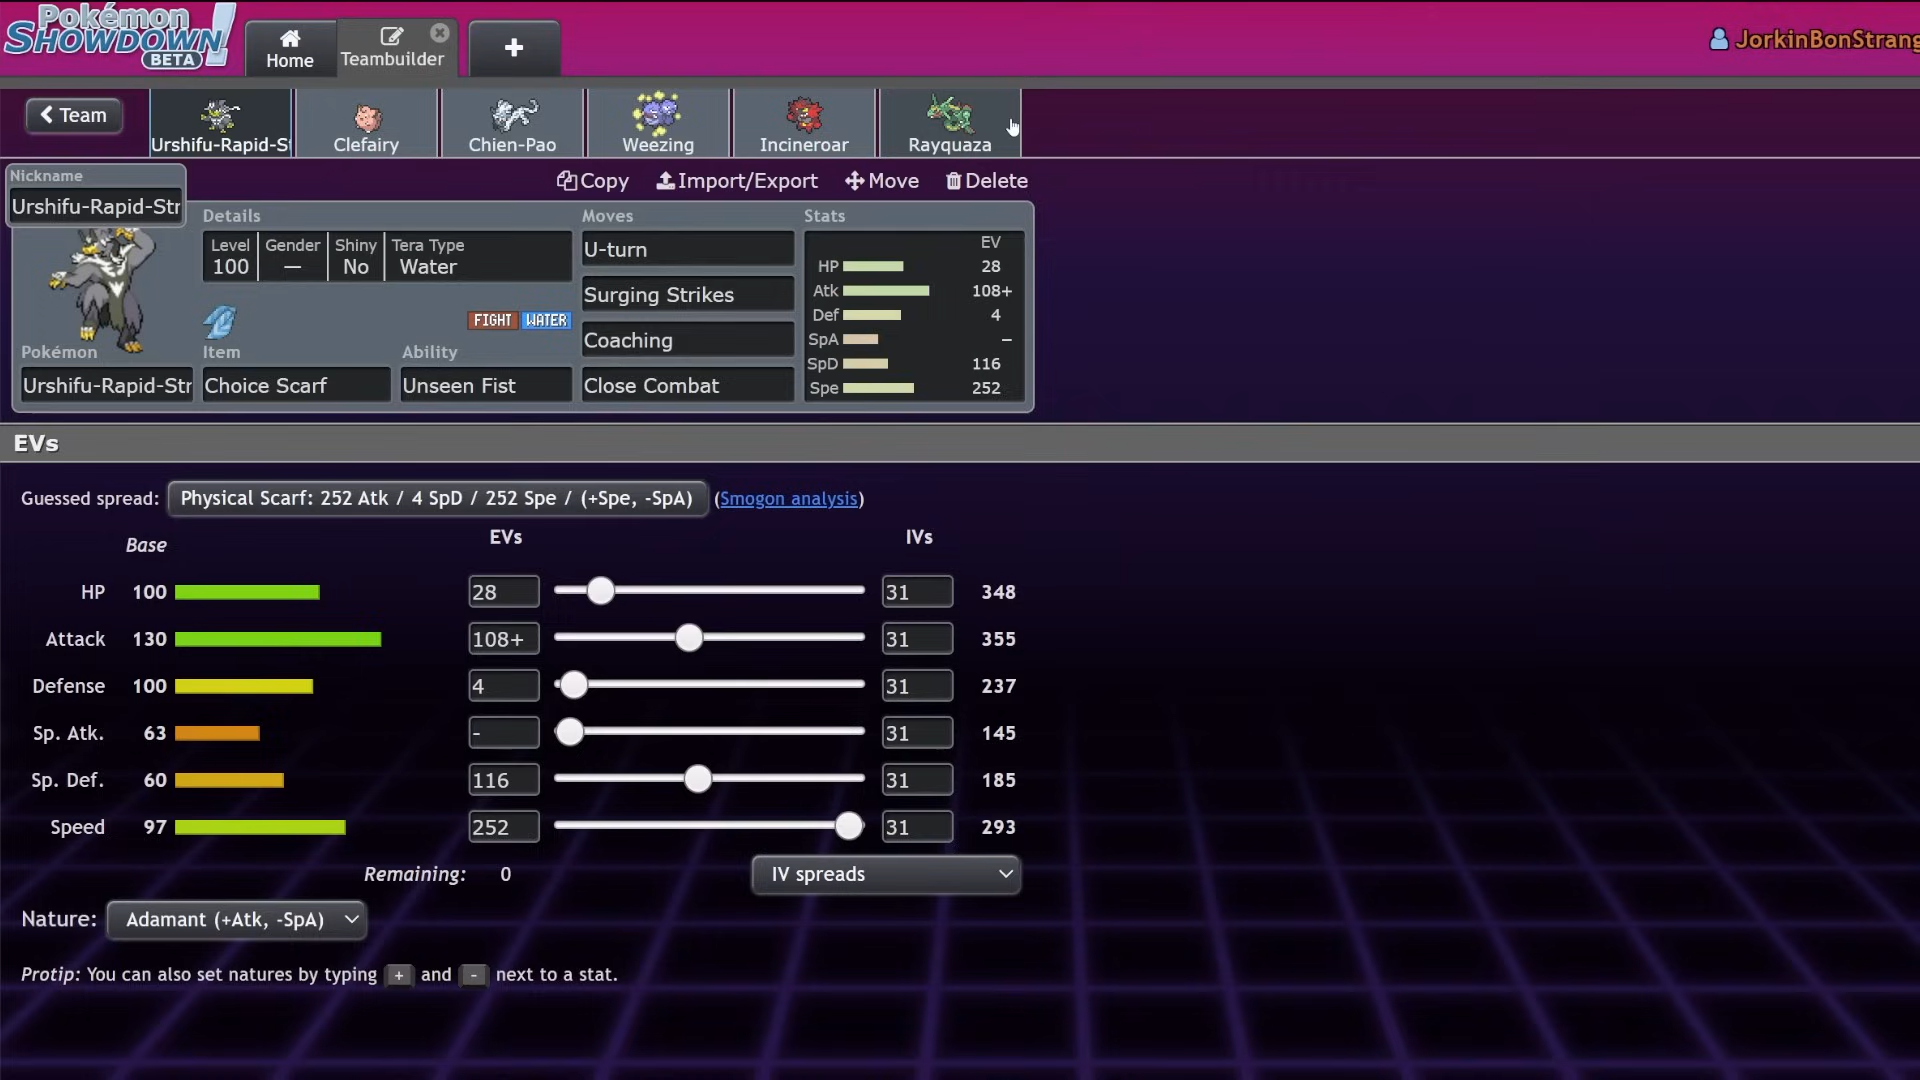 Pokémon
SHOWDOWN!
BETA
Home
Teambuilder
+
JorkinBonStrang
Team
Urshifu-Rapid-St
Clefairy
Chien-Pao
Weezing
Incineroar
Rayquaza
Copy
Import/Export
Move
Delete
Nickname
Urshifu-Rapid-Str
Details
Level
100
Gender
—
Shiny
No
Tera Type
Water
FIGHT
WATER
Pokémon
Urshifu-Rapid-Str
Item
Choice Scarf
Ability
Unseen Fist
Moves
U-turn
Surging Strikes
Coaching
Close Combat
Stats
EV
HP 28
Atk 108+
Def 4
SpA –
SpD 116
Spe 252
EVs
Guessed spread: Physical Scarf: 252 Atk / 4 SpD / 252 Spe / (+Spe, -SpA) (Smogon analysis)
Base EVs IVs
HP 100 28 31 348
Attack 130 108+ 31 355
Defense 100 4 31 237
Sp. Atk. 63 - 31 145
Sp. Def. 60 116 31 185
Speed 97 252 31 293
Remaining: 0
IV spreads
Nature: Adamant (+Atk, -SpA)
Protip: You can also set natures by typing + and - next to a stat.